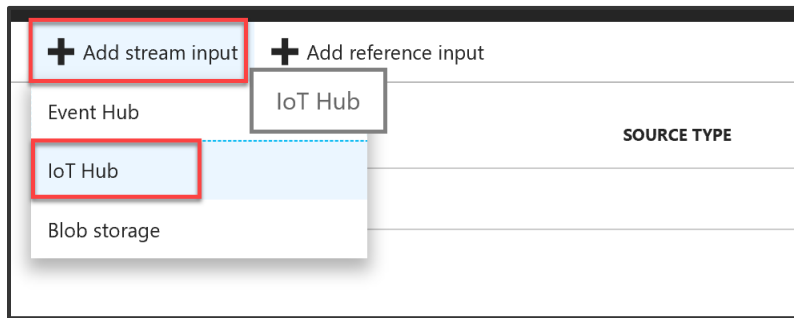 Add stream input
Add reference input
Event Hub
IoT Hub
SOURCE TYPE
IoT Hub
Blob storage